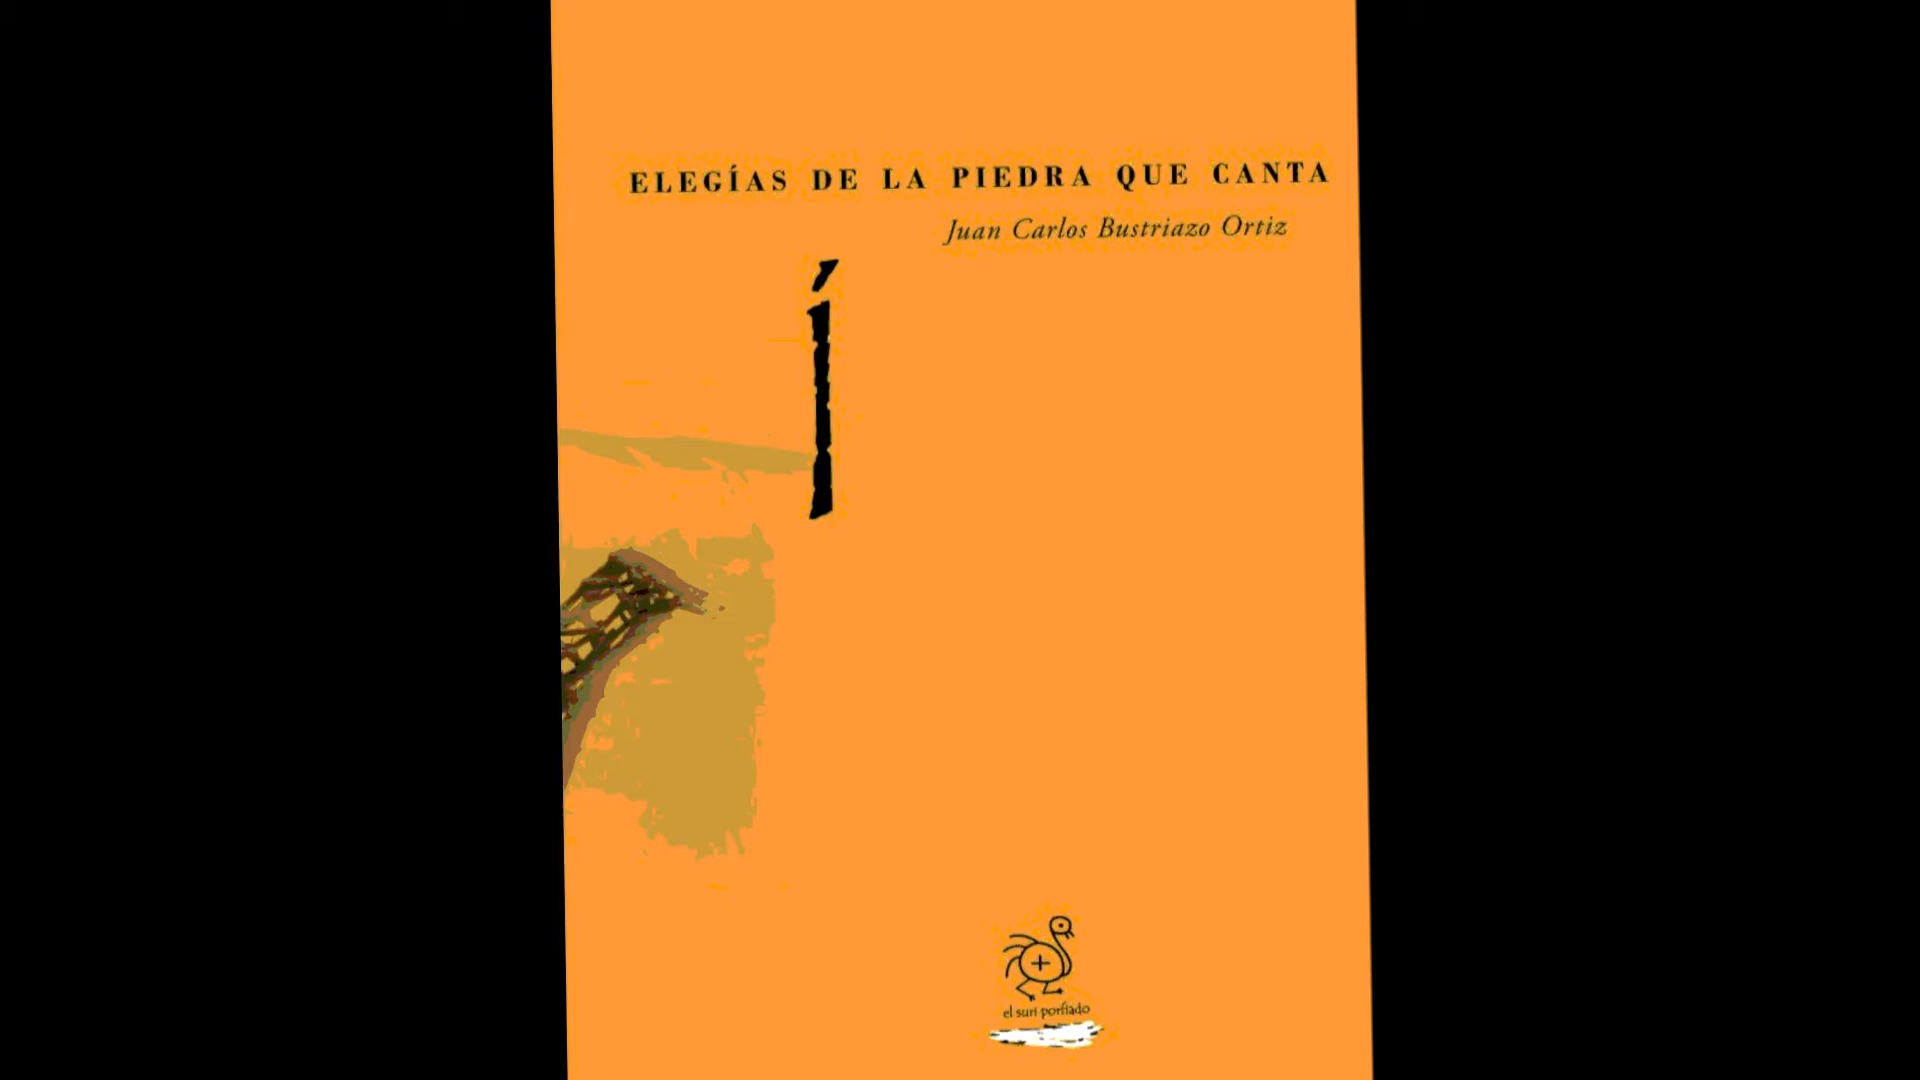 ELEGÍAS DE LA PIEDRA QUE CANTA
Juan Carlos Bustriazo Ortiz
Í
el suri porfiado